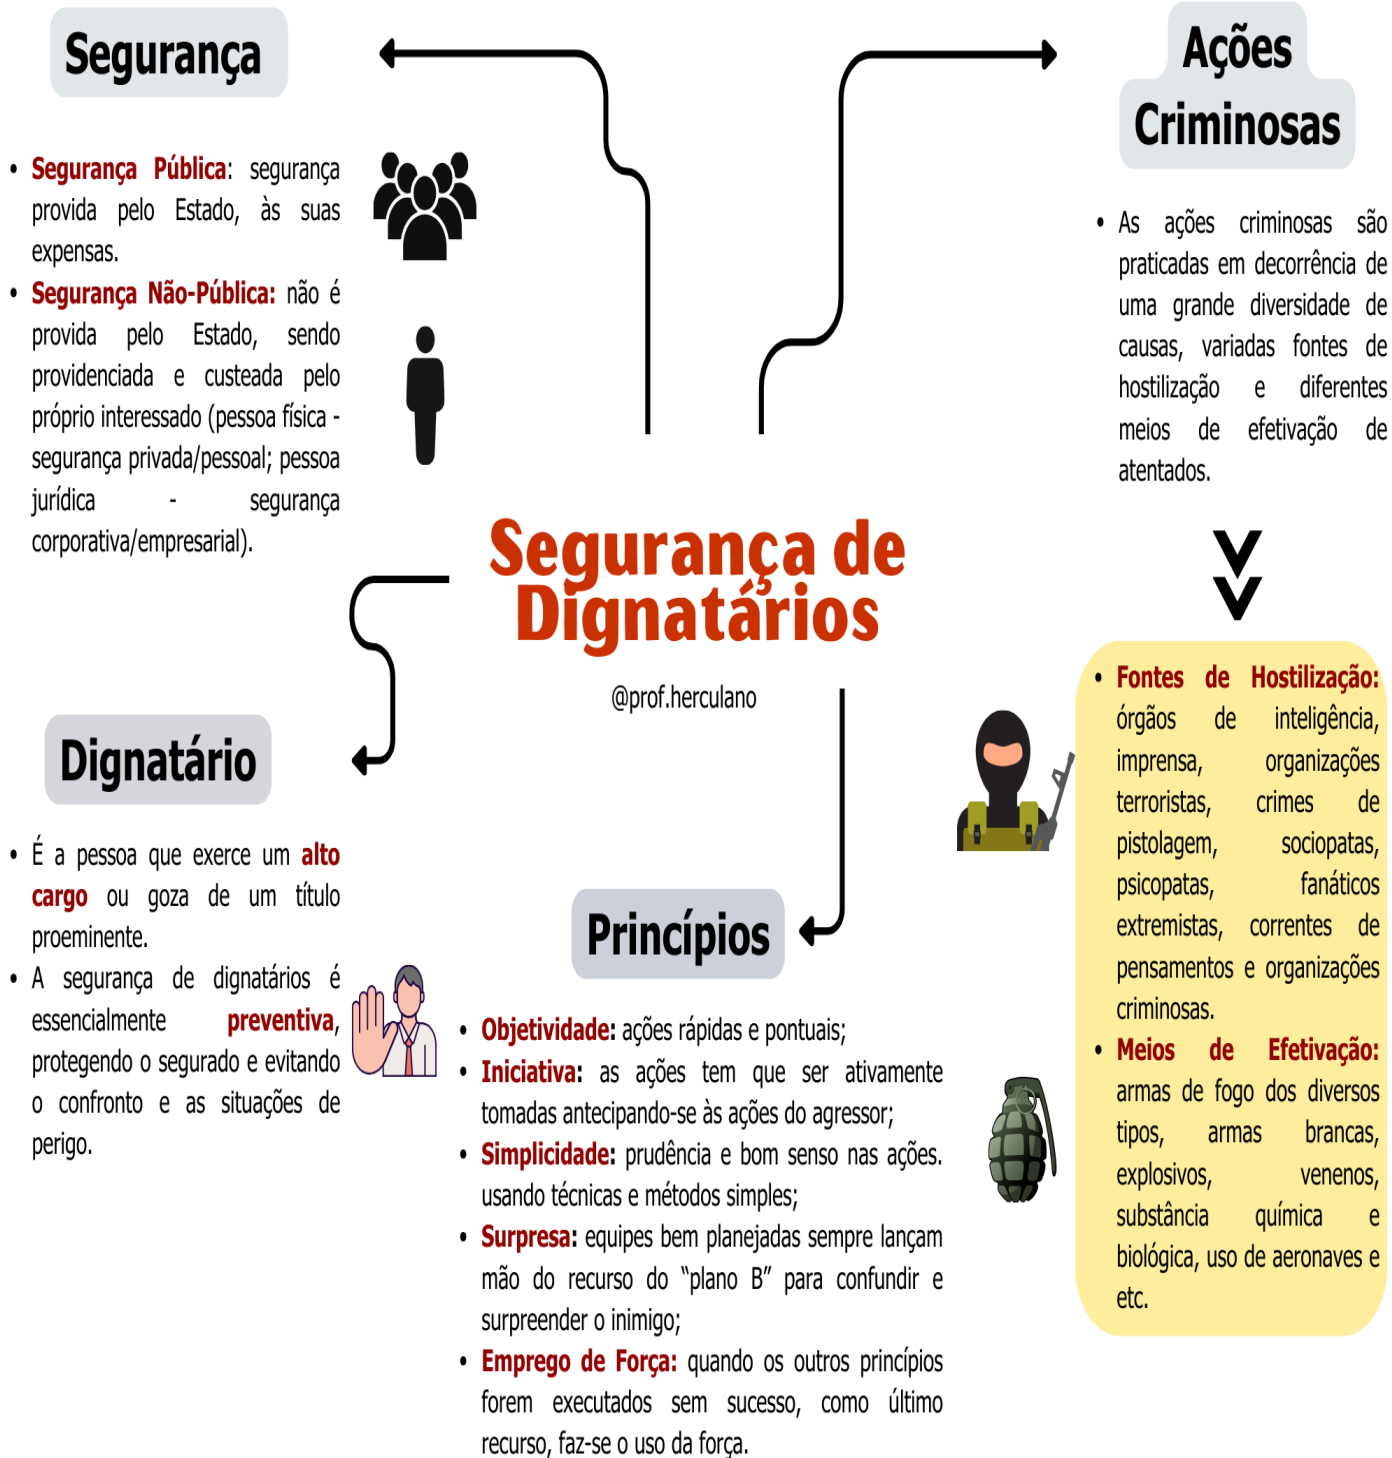 Segurança
• Segurança Pública: segurança
provida pelo Estado, às suas
expensas.
• Segurança Não-Pública: não é
provida pelo Estado, sendo
providenciada e custeada pelo
próprio interessado (pessoa física -
segurança privada/pessoal; pessoa
jurídica - segurança
corporativa/empresarial).
Ações
Criminosas
• As ações criminosas são
praticadas em decorrência de
uma grande diversidade de
causas, variadas fontes de
hostilização e diferentes
meios de efetivação de
atentados.
Segurança de
Dignatários
@prof.herculano
Dignatário
• É a pessoa que exerce um alto
cargo ou goza de um título
proeminente.
• A segurança de dignatários é
essencialmente preventiva,
protegendo o segurado e evitando
o confronto e as situações de
perigo.
Princípios
• Objetividade: ações rápidas e pontuais;
• Iniciativa: as ações tem que ser ativamente
tomadas antecipando-se às ações do agressor;
• Simplicidade: prudência e bom senso nas ações.
usando técnicas e métodos simples;
• Surpresa: equipes bem planejadas sempre lançam
mão do recurso do “plano B” para confundir e
surpreender o inimigo;
• Emprego de Força: quando os outros princípios
forem executados sem sucesso, como último
recurso, faz-se o uso da força.
• Fontes de Hostilização:
órgãos de inteligência,
imprensa, organizações
terroristas, crimes de
pistolagem, sociopatas,
psicopatas, fanáticos
extremistas, correntes de
pensamentos e organizações
criminosas.
• Meios de Efetivação:
armas de fogo dos diversos
tipos, armas brancas,
explosivos, venenos,
substância química e
biológica, uso de aeronaves e
etc.